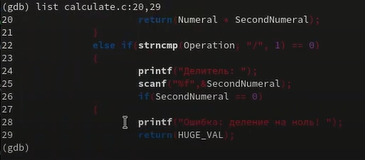 (gdb) list calculate.c:20,29
20 return(Numeral + SecondNumeral);
21 }
22 else if(strncmp Operation, "/", 1) == 0)
23 {
24 printf("Делитель: ");
25 scanf("%f",&SecondNumeral);
26 if(SecondNumeral == 0)
27 {
28 printf("Ошибка: деление на ноль! ");
29 return(HUGE_VAL);
(gdb)